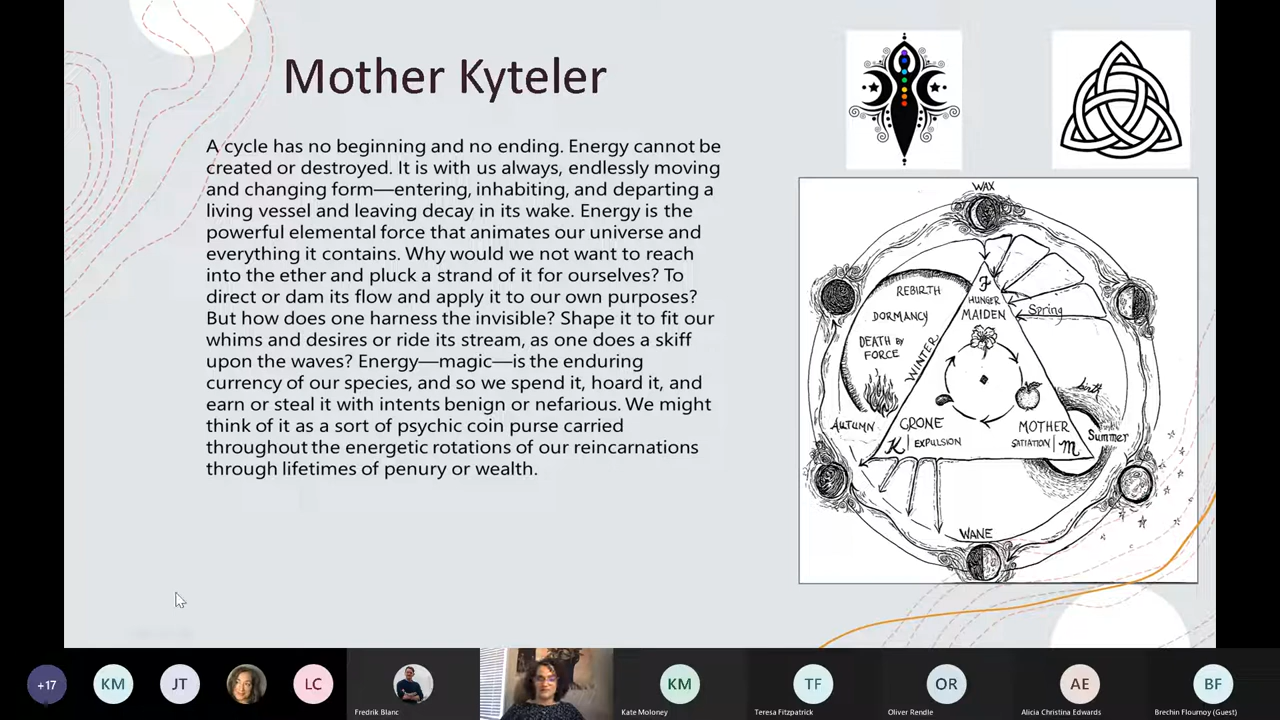 Mother Kyteler
A cycle has no beginning and no ending. Energy cannot be
created or destroyed. It is with us always, endlessly moving
and changing form—entering, inhabiting, and departing a
living vessel and leaving decay in its wake. Energy is the
powerful elemental force that animates our universe and
everything it contains. Why would we not want to reach
into the ether and pluck a strand of it for ourselves? To
direct or dam its flow and apply it to our own purposes?
But how does one harness the invisible? Shape it to fit our
whims and desires or ride its stream, as one does a skiff
upon the waves? Energy—magic—is the enduring
currency of our species, and so we spend it, hoard it, and
earn or steal it with intents benign or nefarious. We might
think of it as a sort of psychic coin purse carried
throughout the energetic rotations of our reincarnations
through lifetimes of penury or wealth.
WAX
REBIRTH
DORMANCY
DEATH BY
FORCE
WINTER
AUTUMN
HUNGER
MAIDEN
Spring
CRONE
K
EXPULSION
MOTHER
SATIATION
M
birth
Summer
WANE
+17
KM
JT
LC
Fredrik Blanc
KM
Kate Moloney
TF
Teresa Fitzpatrick
OR
Oliver Rendle
AE
Alicia Christina Edwards
BF
Brechin Flournoy (Guest)